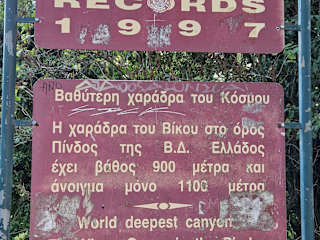 RECORDS
1997
Βαθύτερη χαράδρα του Κόσμου
Η χαράδρα του Βίκου στο όρος
Πίνδος της Β.Δ. Ελλάδος
έχει βάθος 900 μέτρα και
άνοιγμα μόνο 1100 μέτρα
World deepest canyon